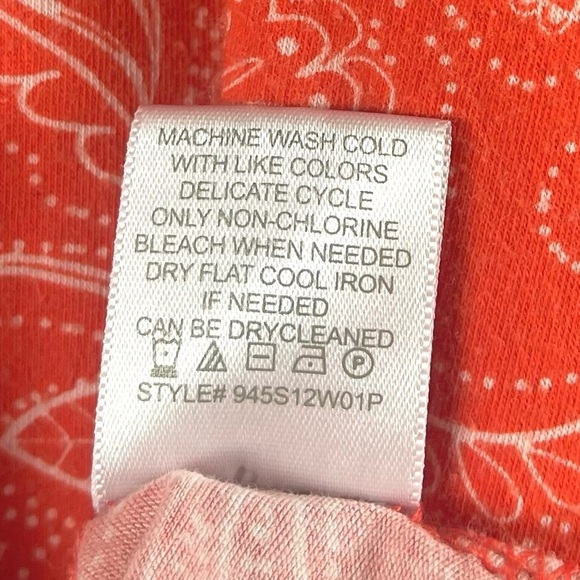 MACHINE WASH COLD
WITH LIKE COLORS
DELICATE CYCLE
ONLY NON-CHLORINE
BLEACH WHEN NEEDED
DRY FLAT COOL IRON
IF NEEDED
CAN BE DRYCLEANED
P
STYLE# 945S12W01P